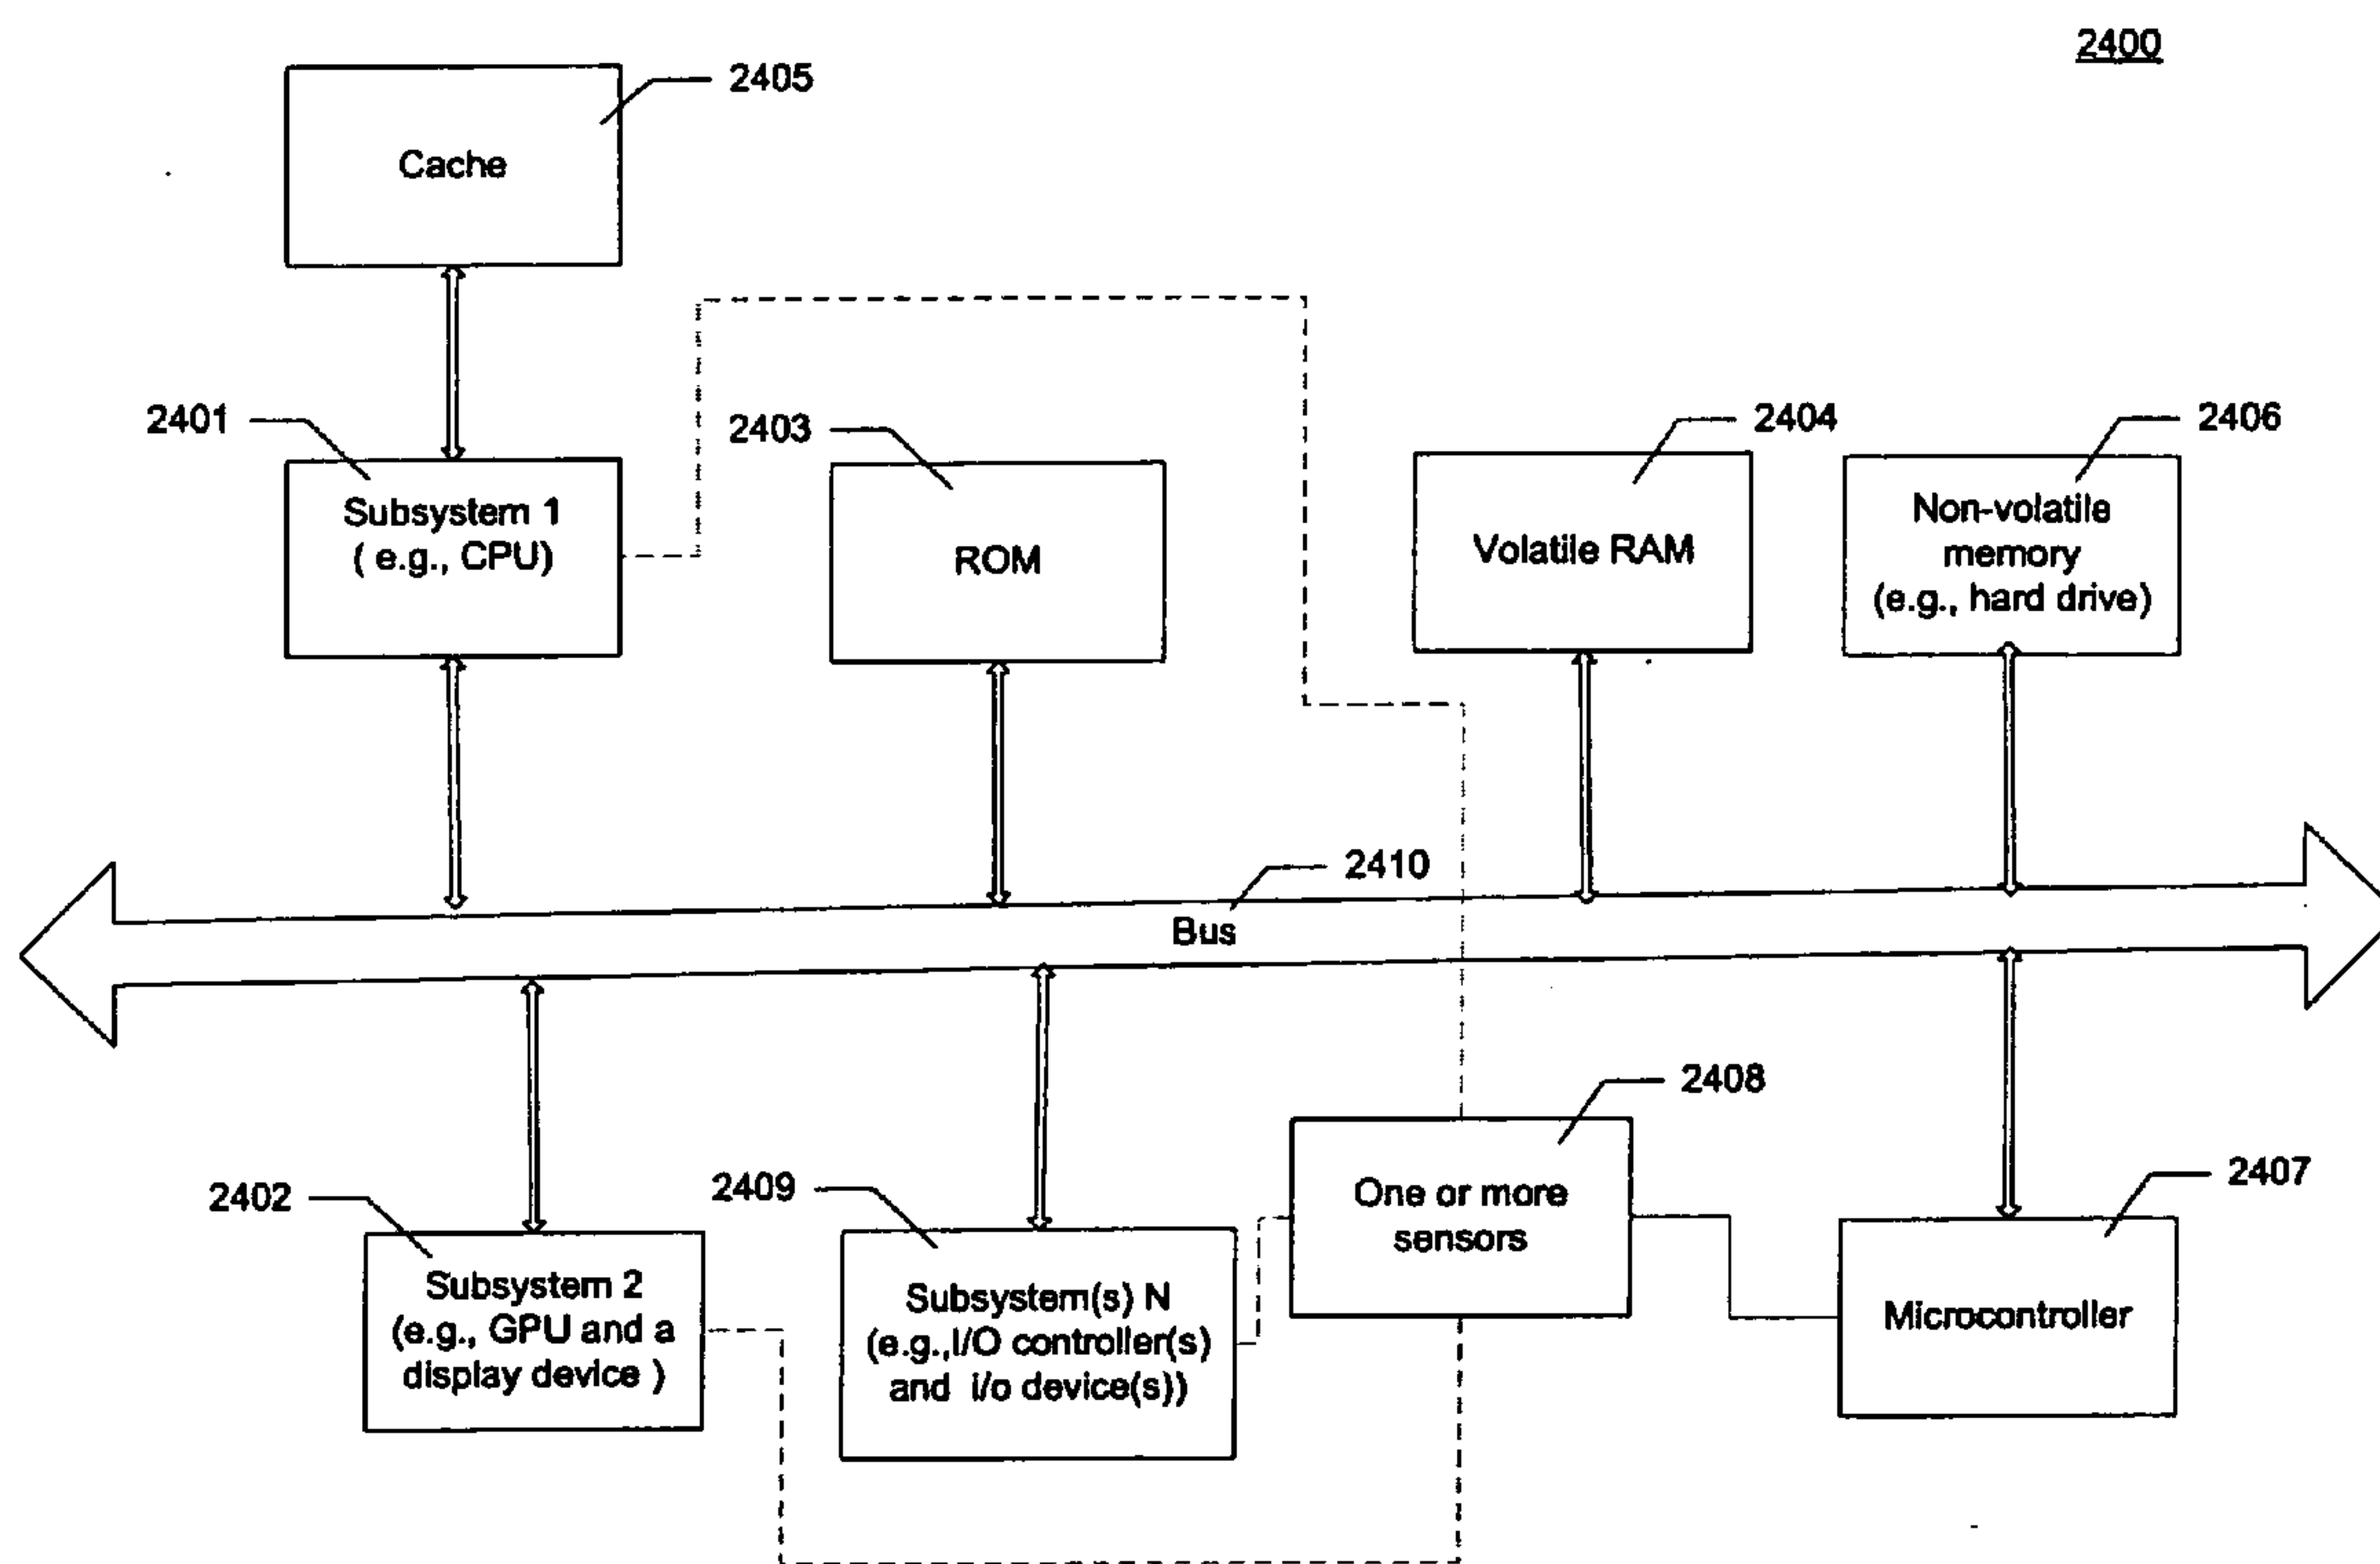 2400
2405
Cache
2401
2403
2404
2406
Subsystem 1
( e.g., CPU)
ROM
Volatile RAM
Non-volatile
memory
(e.g., hard drive)
2410
Bus
2408
2402
2409
2407
One or more
sensors
Subsystem 2
(e.g., GPU and a
display device )
Subsystem(s) N
(e.g.,I/O controller(s)
and i/o device(s))
Microcontroller